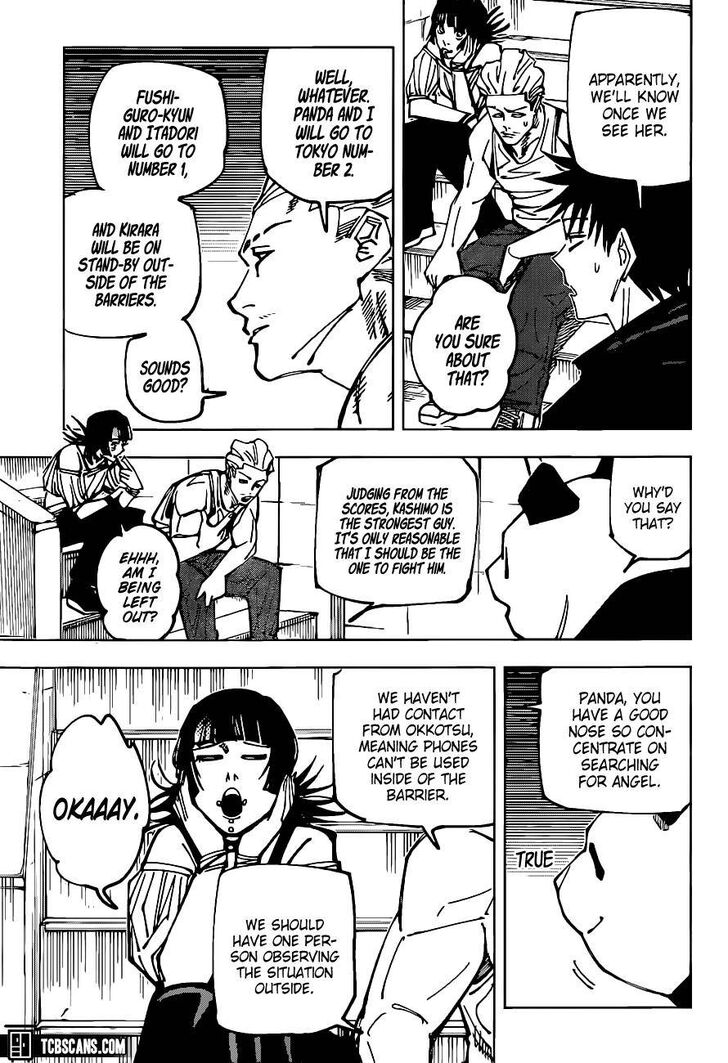 APPARENTLY,
WE'LL KNOW
ONCE WE
SEE HER.
ARE
YOU SURE
ABOUT
THAT?
WELL,
WHATEVER.
PANDA AND I
WILL GO TO
TOKYO NUM-
BER 2.
FUSHI-
GURO-KYUN
AND ITADORI
WILL GO TO
NUMBER 1,
AND KIRARA
WILL BE ON
STAND-BY OUT-
SIDE OF THE
BARRIERS.
SOUNDS
GOOD?
WHY'D
YOU SAY
THAT?
JUDGING FROM THE
SCORES, KASHIMO IS
THE STRONGEST GUY.
IT'S ONLY REASONABLE
THAT I SHOULD BE THE
ONE TO FIGHT HIM.
EHHH,
AM I
BEING
LEFT
OUT?
PANDA, YOU
HAVE A GOOD
NOSE SO CON-
CENTRATE ON
SEARCHING
FOR ANGEL.
TRUE
WE HAVEN'T
HAD CONTACT
FROM OKKOTSU,
MEANING PHONES
CAN'T BE USED
INSIDE OF THE
BARRIER.
WE SHOULD
HAVE ONE PER-
SON OBSERVING
THE SITUATION
OUTSIDE.
OKAAAY.
TCBSCANS.COM